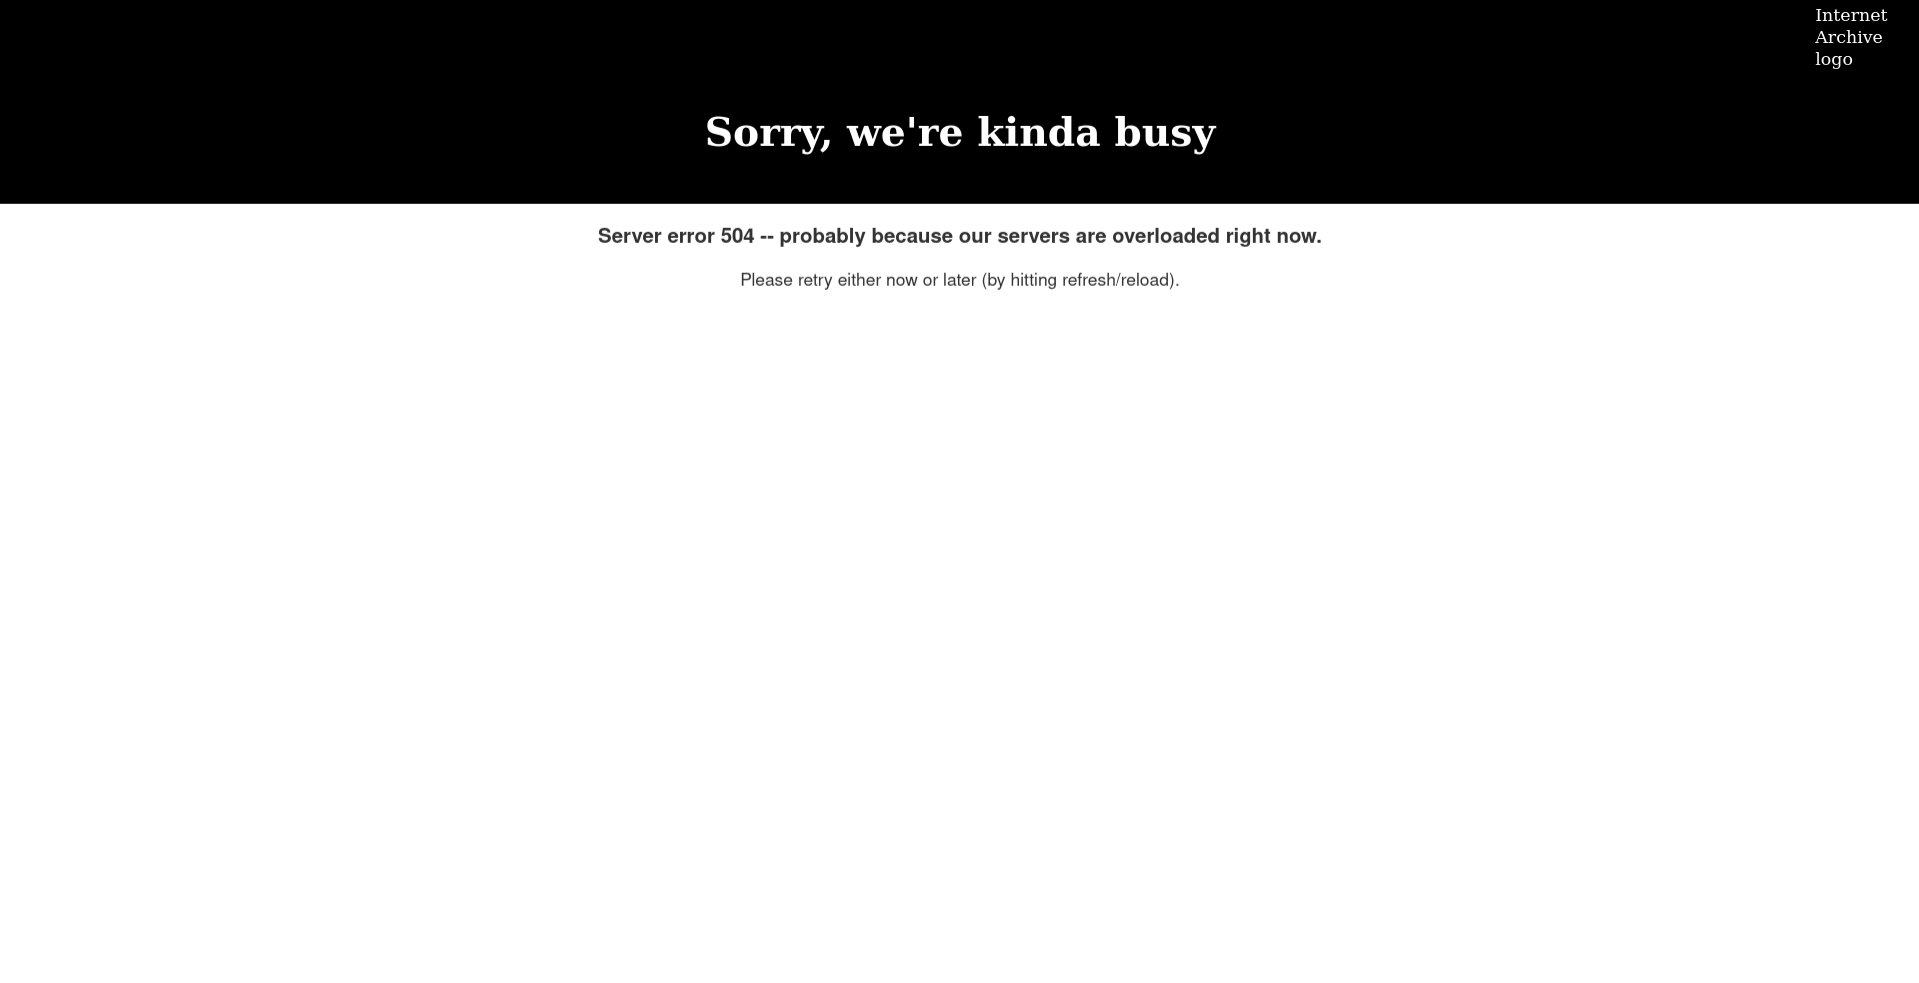 Internet
Archive
logo
Sorry, we're kinda busy
Server error 504 -- probably because our servers are overloaded right now.
Please retry either now or later (by hitting refresh/reload).